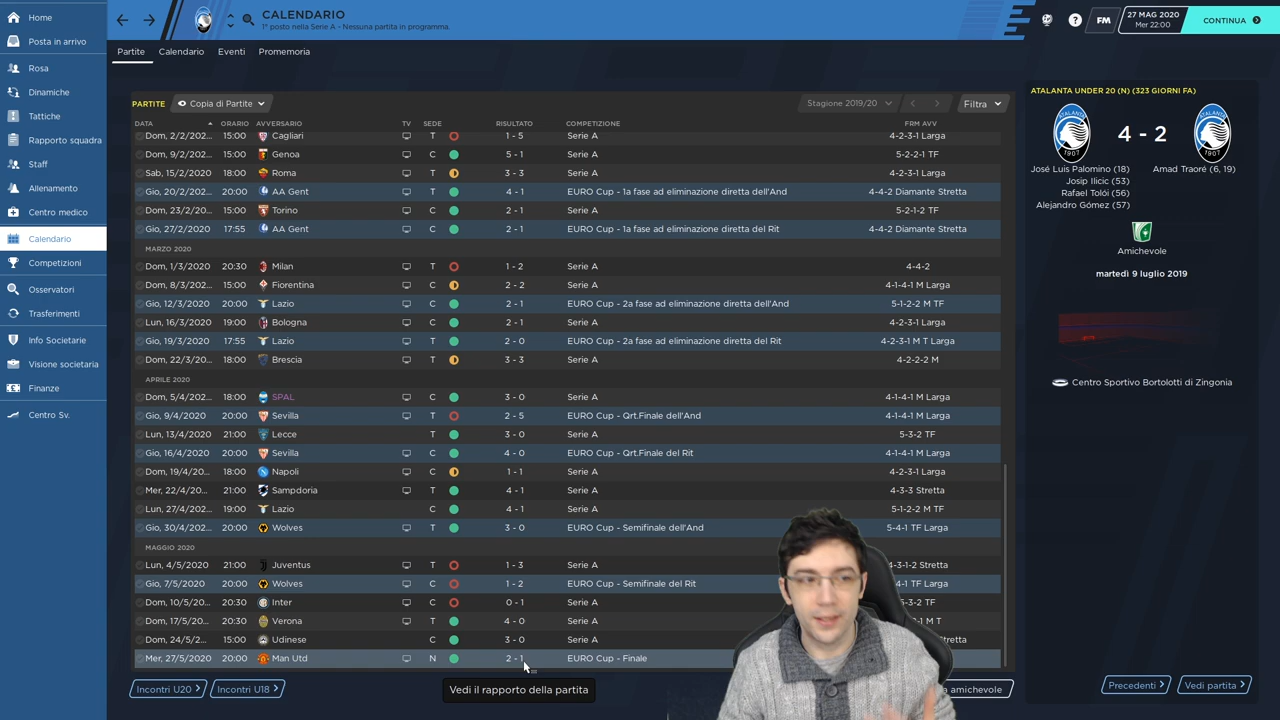 Home
Posta in arrivo
Rosa
Dinamiche
Tattiche
Rapporto squadra
Staff
Allenamento
Centro medico
Calendario
Competizioni
Osservatori
Trasferimenti
Info Societarie
Visione societaria
Finanze
Centro Sv.
CALENDARIO
1° posto nella Serie A - Nessuna partita in programma.
? FM
27 MAG 2020
Mer 22:00
CONTINUA
Partite Calendario Eventi Promemoria
PARTITE Copia di Partite Stagione 2019/20 Filtra
DATA ORARIO AVVERSARIO TV SEDE RISULTATO COMPETIZIONE FRM AVV
Dom, 2/2/202... 15:00 Cagliari T 1 - 5 Serie A 4-2-3-1 Larga
Dom, 9/2/202... 15:00 Genoa C 5 - 1 Serie A 5-2-2-1 TF
Sab, 15/2/2020 18:00 Roma T 3 - 3 Serie A 4-2-3-1 Larga
Gio, 20/2/202... 20:00 AA Gent T 4 - 1 EURO Cup - 1a fase ad eliminazione diretta dell'And 4-4-2 Diamante Stretta
Dom, 23/2/202... 15:00 Torino C 2 - 1 Serie A 5-2-1-2 TF
Gio, 27/2/2020 17:55 AA Gent C 2 - 1 EURO Cup - 1a fase ad eliminazione diretta del Rit 4-4-2 Diamante Stretta
MARZO 2020
Dom, 1/3/2020 20:30 Milan T 1 - 2 Serie A 4-4-2
Dom, 8/3/202... 15:00 Fiorentina C 2 - 2 Serie A 4-1-4-1 M Larga
Gio, 12/3/2020 20:00 Lazio C 2 - 1 EURO Cup - 2a fase ad eliminazione diretta dell'And 5-1-2-2 M TF
Lun, 16/3/2020 19:00 Bologna C 2 - 1 Serie A 4-2-3-1 Larga
Gio, 19/3/2020 17:55 Lazio T 2 - 0 EURO Cup - 2a fase ad eliminazione diretta del Rit 4-2-3-1 M T Larga
Dom, 22/3/20... 18:00 Brescia T 3 - 3 Serie A 4-2-2-2 M
APRILE 2020
Dom, 5/4/202... 18:00 SPAL C 3 - 0 Serie A 4-1-4-1 M Larga
Gio, 9/4/2020 20:00 Sevilla T 2 - 5 EURO Cup - Qrt.Finale dell'And 4-1-4-1 M Larga
Lun, 13/4/2020 21:00 Lecce T 3 - 0 Serie A 5-3-2 TF
Gio, 16/4/2020 20:00 Sevilla C 4 - 0 EURO Cup - Qrt.Finale del Rit 4-1-4-1 M Larga
Dom, 19/4/20... 18:00 Napoli C 1 - 1 Serie A 4-2-3-1 Larga
Mer, 22/4/20... 21:00 Sampdoria T 4 - 1 Serie A 4-3-3 Stretta
Lun, 27/4/2020 19:00 Lazio C 4 - 1 Serie A 5-1-2-2 M TF
Gio, 30/4/202... 20:00 Wolves T 3 - 0 EURO Cup - Semifinale dell'And 5-4-1 TF Larga
MAGGIO 2020
Lun, 4/5/2020 21:00 Juventus T 1 - 3 Serie A 4-3-1-2 Stretta
Gio, 7/5/2020 20:00 Wolves C 1 - 2 EURO Cup - Semifinale del Rit 4-1 TF Larga
Dom, 10/5/20... 20:30 Inter C 0 - 1 Serie A 5-3-2 TF
Dom, 17/5/20... 20:30 Verona T 4 - 0 Serie A M T
Dom, 24/5/2... 15:00 Udinese C 3 - 0 Serie A
Mer, 27/5/2020 20:00 Man Utd N 2 - 1 EURO Cup - Finale
Incontri U20 Incontri U18 Vedi il rapporto della partita amichevole
ATALANTA UNDER 20 (N) (323 GIORNI FA)
ATALANTA 1907 4 - 2 ATALANTA 1907
José Luis Palomino (18) Amad Traoré (6, 19)
Josip Ilicic (53)
Rafael Tolói (56)
Alejandro Gómez (57)
Amichevole
martedì 9 luglio 2019
Centro Sportivo Bortolotti di Zingonia
Precedenti Vedi partita